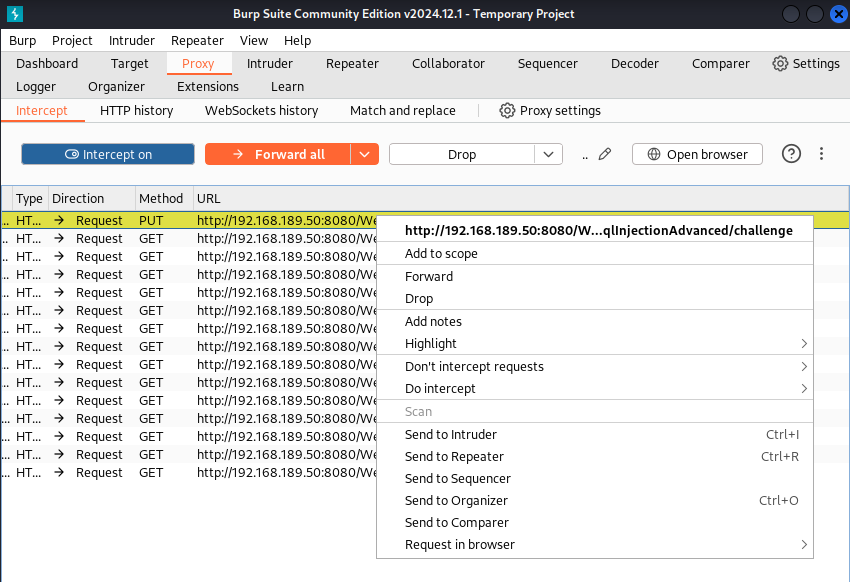 Burp Suite Community Edition v2024.12.1 - Temporary Project
Burp Project Intruder Repeater View Help
Dashboard Target Proxy Intruder Repeater Collaborator Sequencer Decoder Comparer Settings
Logger Organizer Extensions Learn
Intercept HTTP history WebSockets history Match and replace Proxy settings
Intercept on Forward all Drop .. Open browser
Type Direction Method URL
.. HT... Request PUT http://192.168.189.50:8080/We
.. HT... Request GET http://192.168.189.50:8080/We
.. HT... Request GET http://192.168.189.50:8080/We
.. HT... Request GET http://192.168.189.50:8080/We
.. HT... Request GET http://192.168.189.50:8080/We
.. HT... Request GET http://192.168.189.50:8080/We
.. HT... Request GET http://192.168.189.50:8080/We
.. HT... Request GET http://192.168.189.50:8080/We
.. HT... Request GET http://192.168.189.50:8080/We
.. HT... Request GET http://192.168.189.50:8080/We
.. HT... Request GET http://192.168.189.50:8080/We
.. HT... Request GET http://192.168.189.50:8080/We
.. HT... Request GET http://192.168.189.50:8080/We
.. HT... Request GET http://192.168.189.50:8080/We
.. HT... Request GET http://192.168.189.50:8080/We
http://192.168.189.50:8080/W...qlInjectionAdvanced/challenge
Add to scope
Forward
Drop
Add notes
Highlight
Don't intercept requests
Do intercept
Scan
Send to Intruder Ctrl+I
Send to Repeater Ctrl+R
Send to Sequencer
Send to Organizer Ctrl+O
Send to Comparer
Request in browser